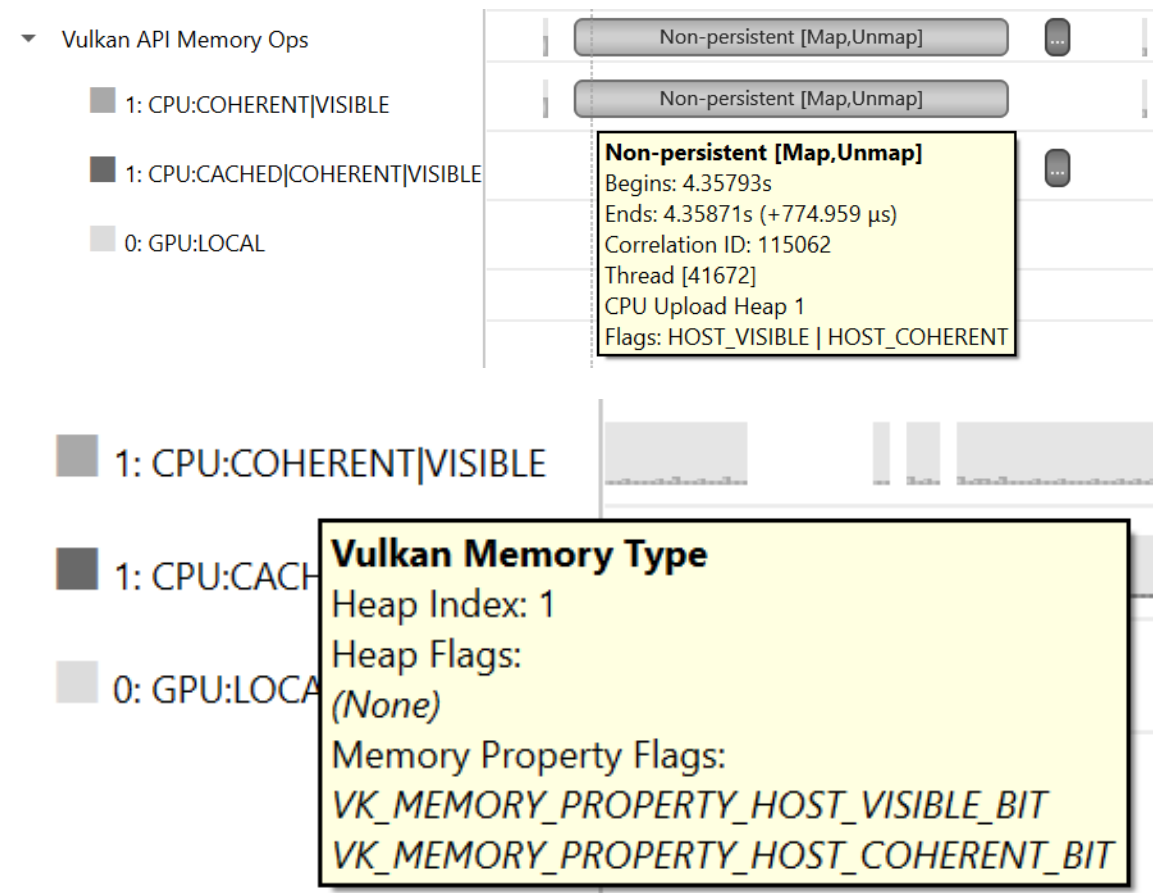 Vulkan API Memory Ops
Non-persistent [Map,Unmap]
...
1: CPU:COHERENT|VISIBLE
Non-persistent [Map,Unmap]
1: CPU:CACHED|COHERENT|VISIBLE
...
0: GPU:LOCAL
Non-persistent [Map,Unmap]
Begins: 4.35793s
Ends: 4.35871s (+774.959 µs)
Correlation ID: 115062
Thread [41672]
CPU Upload Heap 1
Flags: HOST_VISIBLE | HOST_COHERENT
1: CPU:COHERENT|VISIBLE
1: CPU:CACH
0: GPU:LOCA
Vulkan Memory Type
Heap Index: 1
Heap Flags:
(None)
Memory Property Flags:
VK_MEMORY_PROPERTY_HOST_VISIBLE_BIT
VK_MEMORY_PROPERTY_HOST_COHERENT_BIT